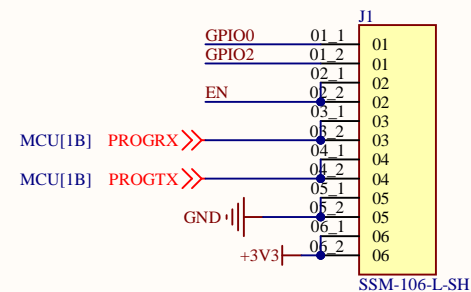 J1
GPIO0 01_1 01
GPIO2 01_2 01
02_1 02
EN 02_2 02
03_1 03
MCU[1B] PROGRX 03_2 03
04_1 04
MCU[1B] PROGTX 04_2 04
05_1 05
GND 05_2 05
06_1 06
+3V3 06_2 06
SSM-106-L-SH